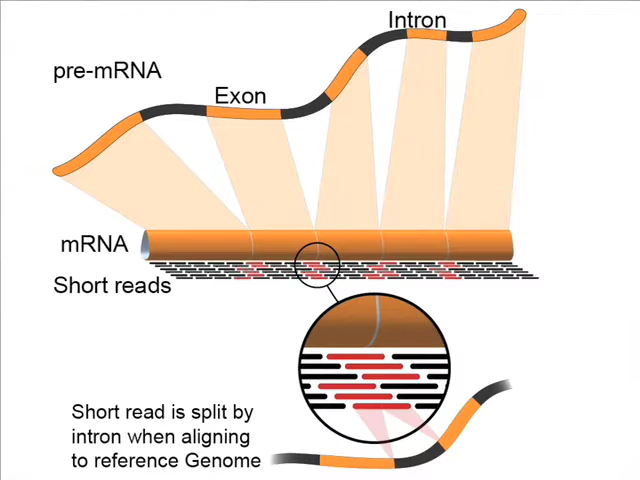 Intron
pre-mRNA
Exon
mRNA
Short reads
Short read is split by
intron when aligning
to reference Genome